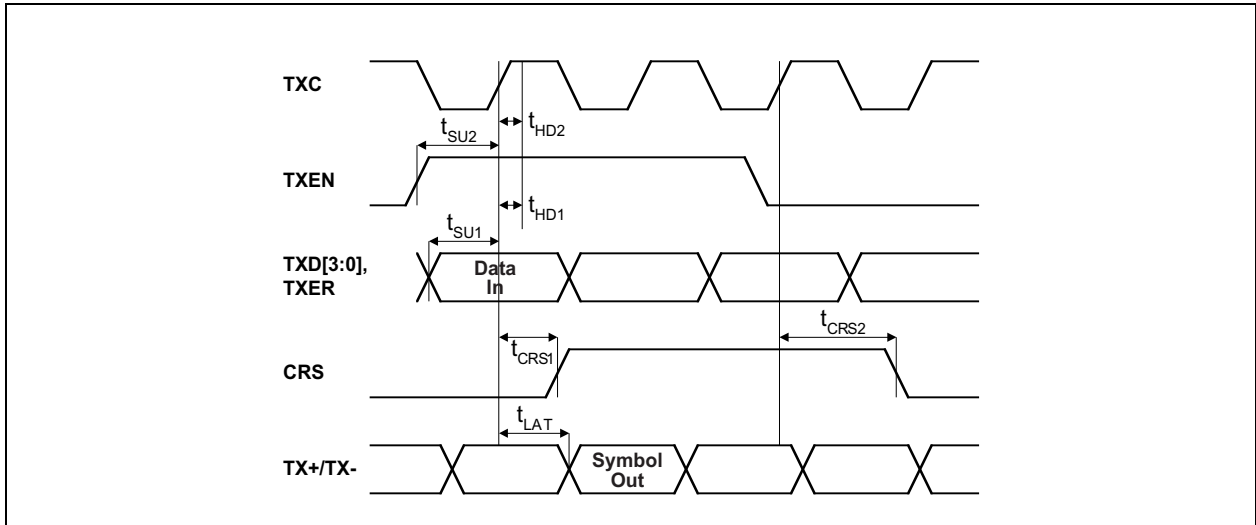 TXC
tHD2
tSU2
TXEN
tHD1
tSU1
TXD[3:0],
TXER
Data
In
tCRS2
tCRS1
CRS
tLAT
TX+/TX-
Symbol
Out